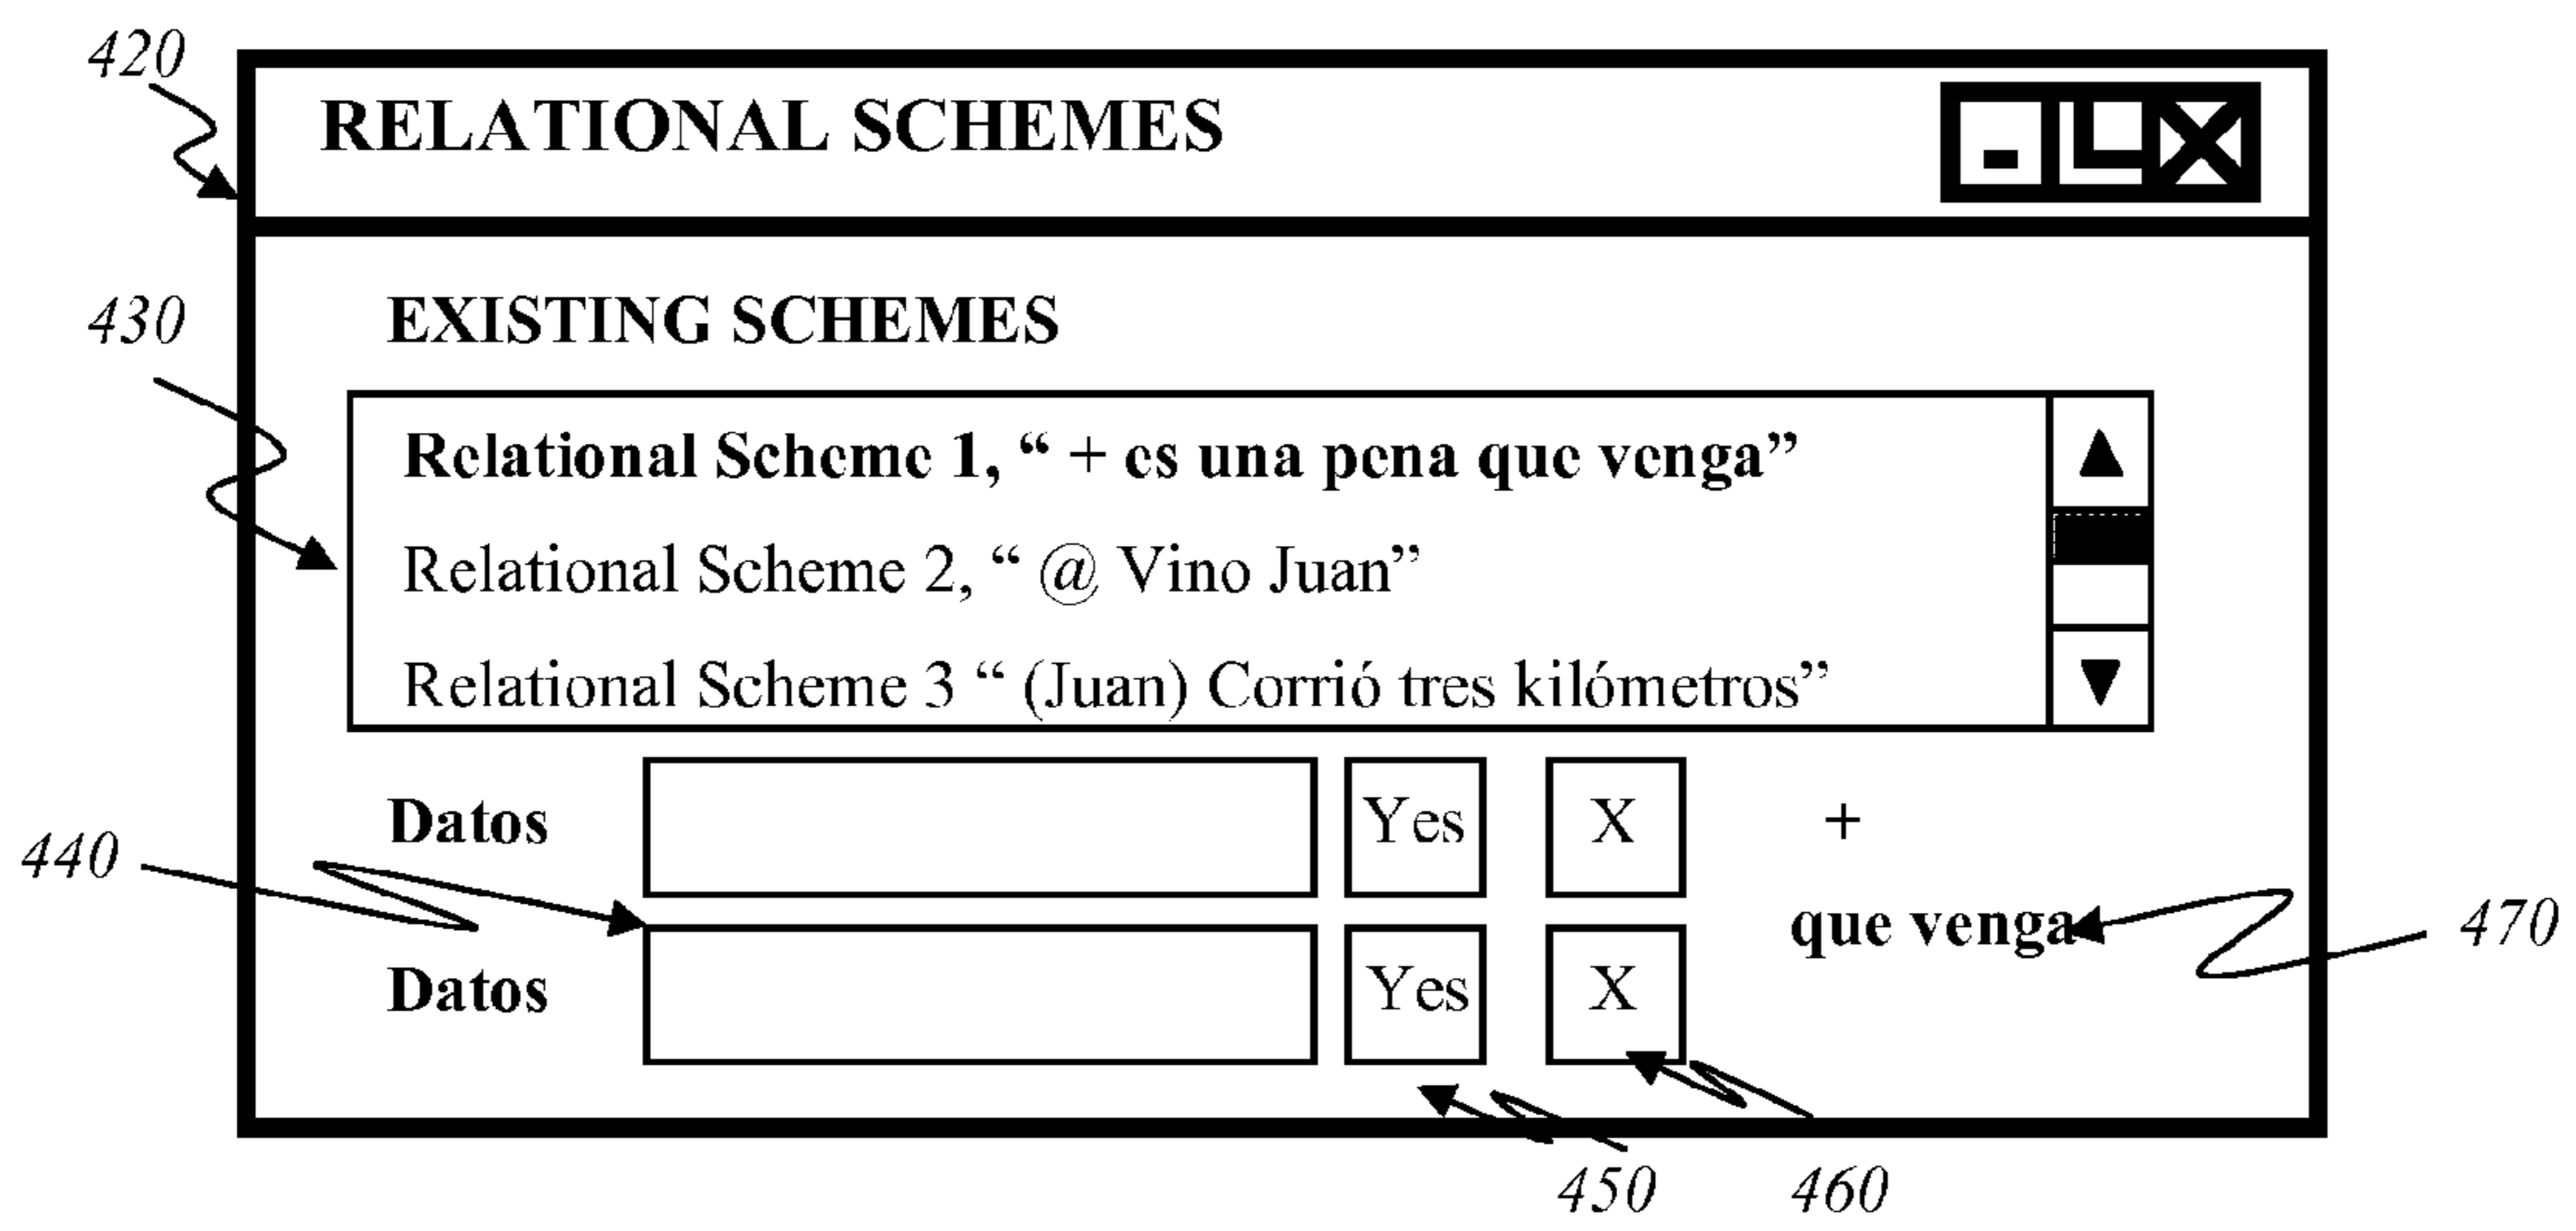 420
RELATIONAL SCHEMES
430
EXISTING SCHEMES
Relational Scheme 1, “ + es una pena que venga”
Relational Scheme 2, “ @ Vino Juan”
Relational Scheme 3 “ (Juan) Corrió tres kilómetros”
Datos Yes X +
440
que venga
470
Datos Yes X
450 460